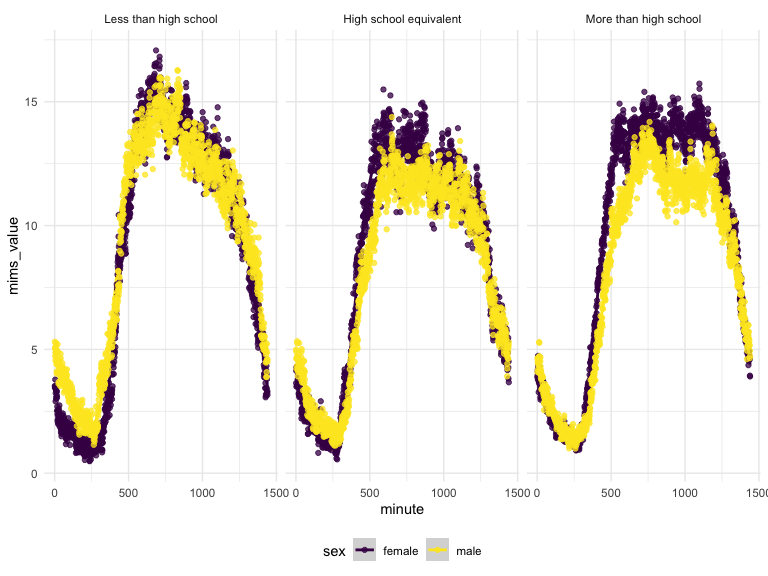 Less than high school
High school equivalent
More than high school
mims_value
15
10
5
0
0 500 1000 1500
0 500 1000 1500
0 500 1000 1500
minute
sex female male